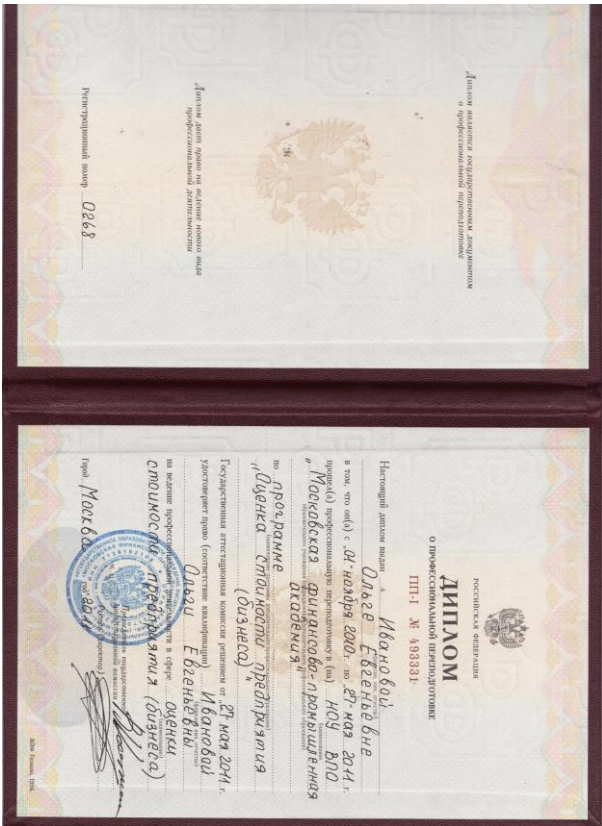 Диплом является государственным документом
о профессиональной переподготовке
Диплом дает право на ведение нового вида
профессиональной деятельности
Регистрационный номер 0268
РОССИЙСКАЯ ФЕДЕРАЦИЯ
ДИПЛОМ
О ПРОФЕССИОНАЛЬНОЙ ПЕРЕПОДГОТОВКЕ
ПП-I № 493331
Настоящий диплом выдан Ивановой
Ольге Евгеньевне
в том, что он(а) с „01" ноября 2010 г. по „27" мая 2011 г.
прошел(а) профессиональную переподготовку в (на) НОУ ВПО
"Московская финансово-промышленная
академия"
по программе
"Оценка стоимости предприятия
(бизнеса)"
Государственная аттестационная комиссия решением от „27" мая 2011 г.
удостоверяет право (соответствие квалификации) Ивановой
Ольги Евгеньевны
на ведение профессиональной деятельности в сфере оценки
стоимости предприятия (бизнеса)
Город Москва 2011